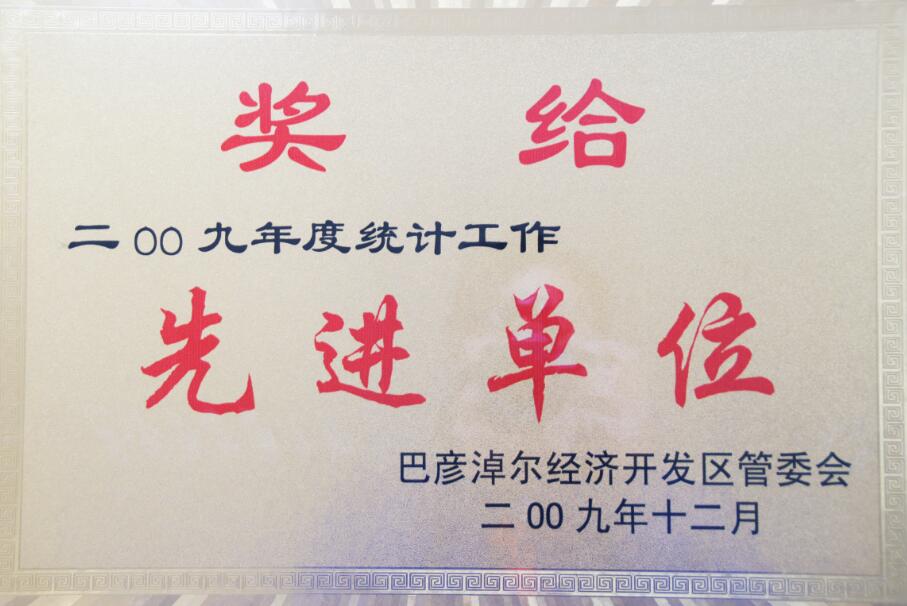 奖给
二00九年度统计工作
先进单位
巴彦淖尔经济开发区管委会
二00九年十二月